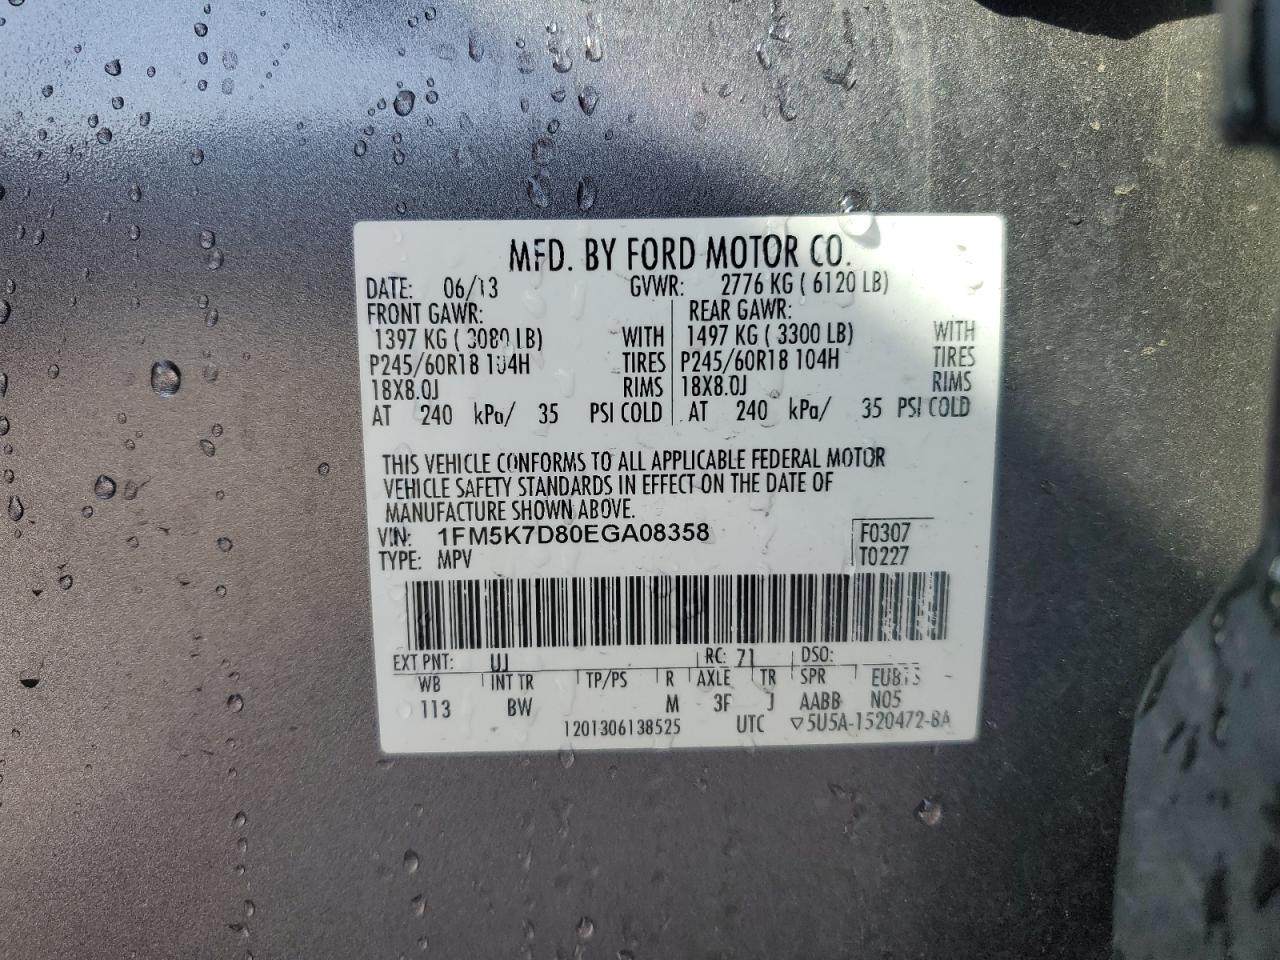 MFD. BY FORD MOTOR CO.
DATE: 06/13 GVWR: 2776 KG ( 6120 LB)
FRONT GAWR: REAR GAWR:
1397 KG ( 3080 LB) WITH 1497 KG ( 3300 LB) WITH
P245/60R18 104H TIRES P245/60R18 104H TIRES
18X8.0J RIMS 18X8.0J RIMS
AT 240 kPa/ 35 PSI COLD AT 240 kPa/ 35 PSI COLD
THIS VEHICLE CONFORMS TO ALL APPLICABLE FEDERAL MOTOR
VEHICLE SAFETY STANDARDS IN EFFECT ON THE DATE OF
MANUFACTURE SHOWN ABOVE.
VIN: 1FM5K7D80EGA08358 F0307
TYPE: MPV T0227
EXT PNT: UJ RC: 71 DSO:
WB INT TR TP/PS R AXLE TR SPR
113 BW M 3F J AABB N05
1201306138525 UTC ▽5U5A-1520472-BA